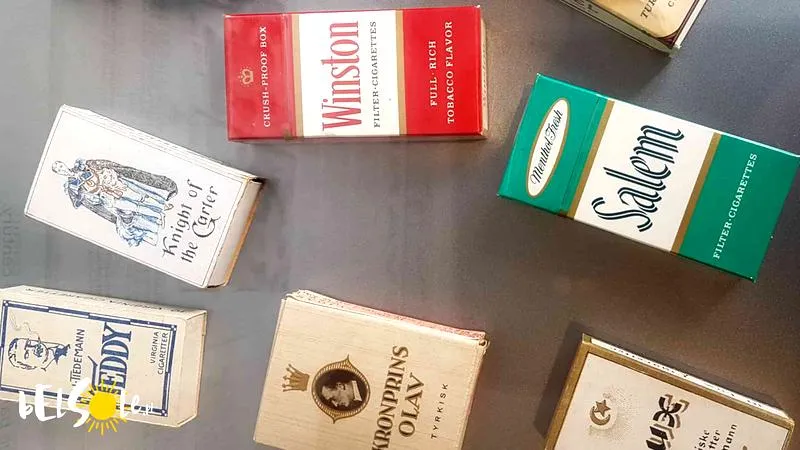 CRUSH-PROOF BOX
Winston
FILTER·CIGARETTES
FULL·RICH
TOBACCO FLAVOR
Menthol Fresh
Salem
FILTER·CIGARETTES
Knight of
the Garter
TIEDEMANN
TEDDY
VIRGINIA
CIGARETTER
KRONPRINS
OLAV
TYRKISK